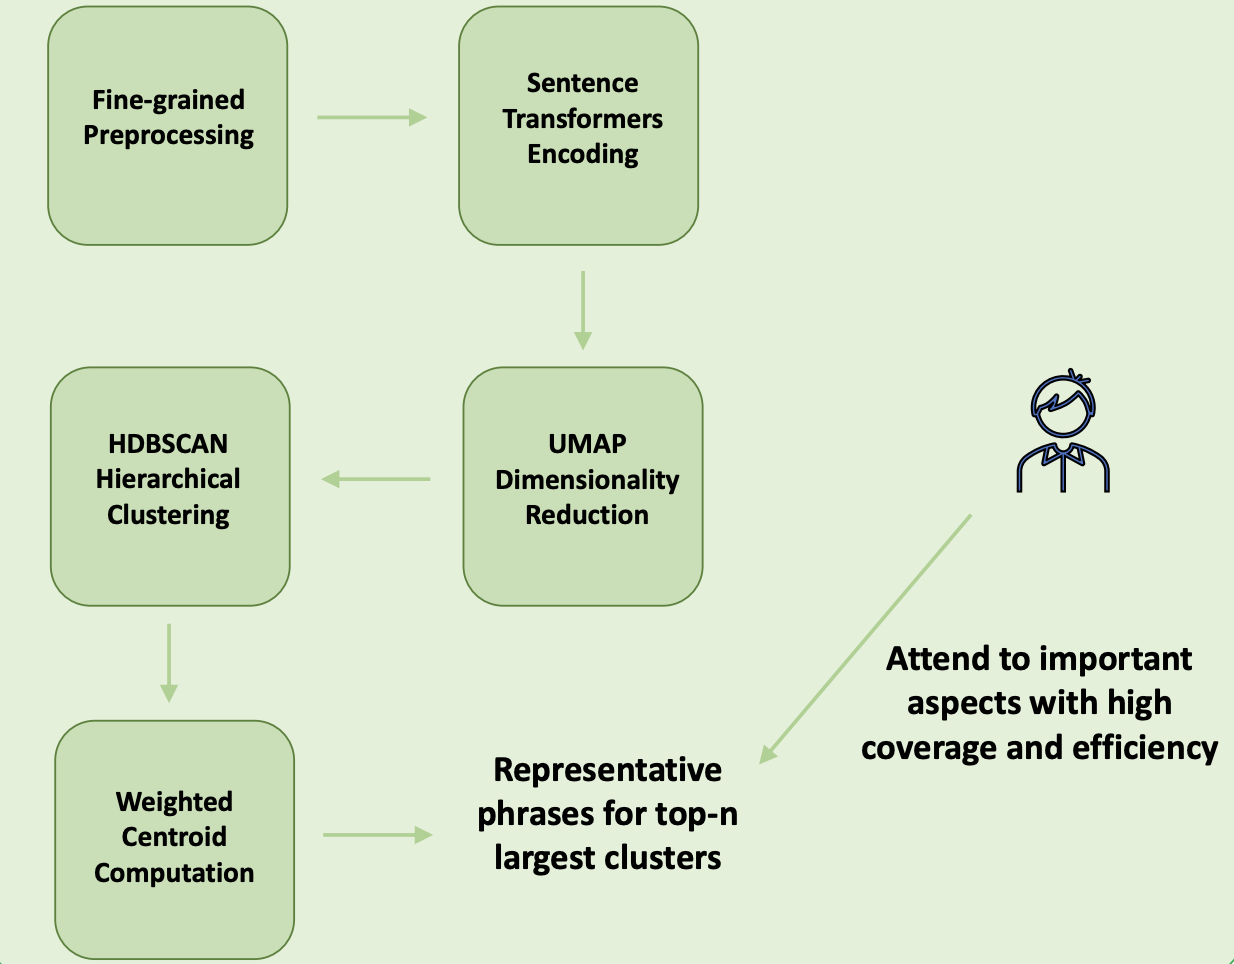 Fine-grained
Preprocessing
Sentence
Transformers
Encoding
HDBSCAN
Hierarchical
Clustering
UMAP
Dimensionality
Reduction
Attend to important
aspects with high
coverage and efficiency
Weighted
Centroid
Computation
Representative
phrases for top-n
largest clusters